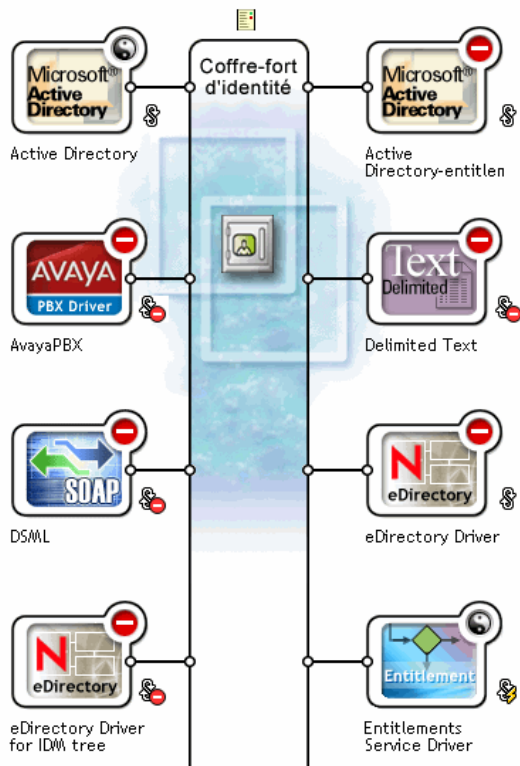 Coffre-fort
d'identité
Microsoft®
Active
Directory
Active Directory
Microsoft®
Active
Directory
Active
Directory-entitlen
AVAYA
PBX Driver
AvayaPBX
Text
Delimited
Delimited Text
SOAP
DSML
N
eDirectory
eDirectory Driver
N
eDirectory
eDirectory Driver
for IDM tree
Entitlement
Entitlements
Service Driver